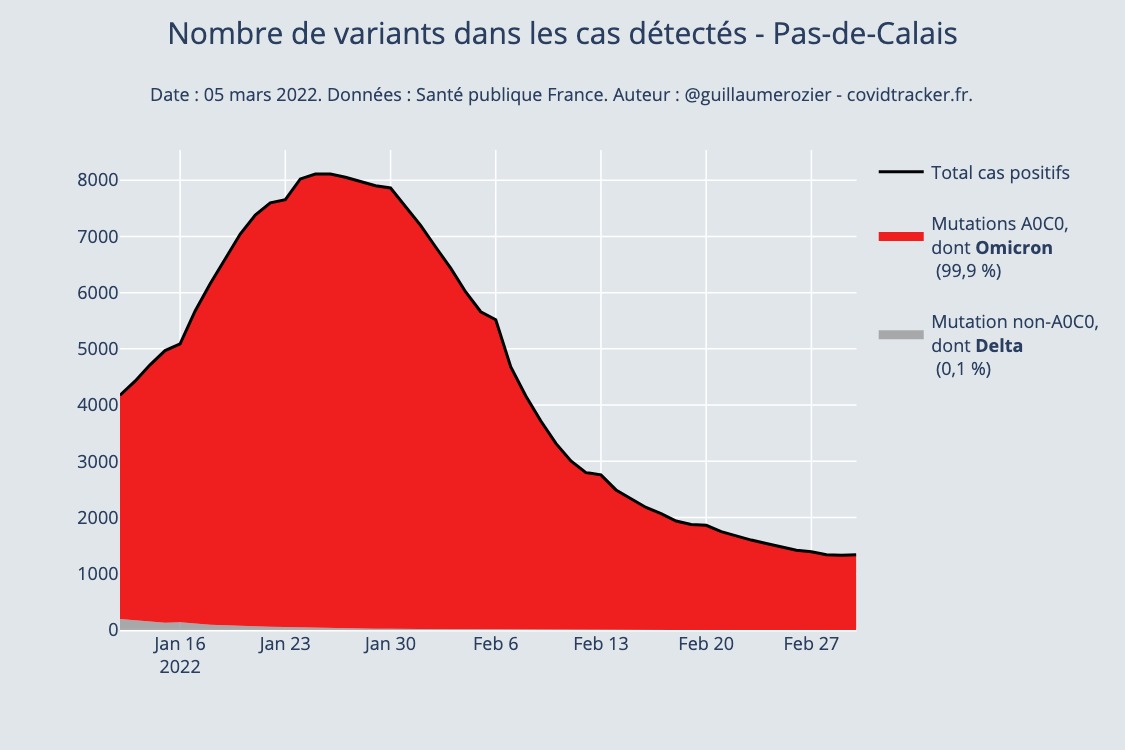 Nombre de variants dans les cas détectés - Pas-de-Calais
Date : 05 mars 2022. Données : Santé publique France. Auteur : @guillaumerozier - covidtracker.fr.
8000
7000
6000
5000
4000
3000
2000
1000
0
Jan 16
2022
Jan 23
Jan 30
Feb 6
Feb 13
Feb 20
Feb 27
Total cas positifs
Mutations A0C0,
dont Omicron
(99,9 %)
Mutation non-A0C0,
dont Delta
(0,1 %)